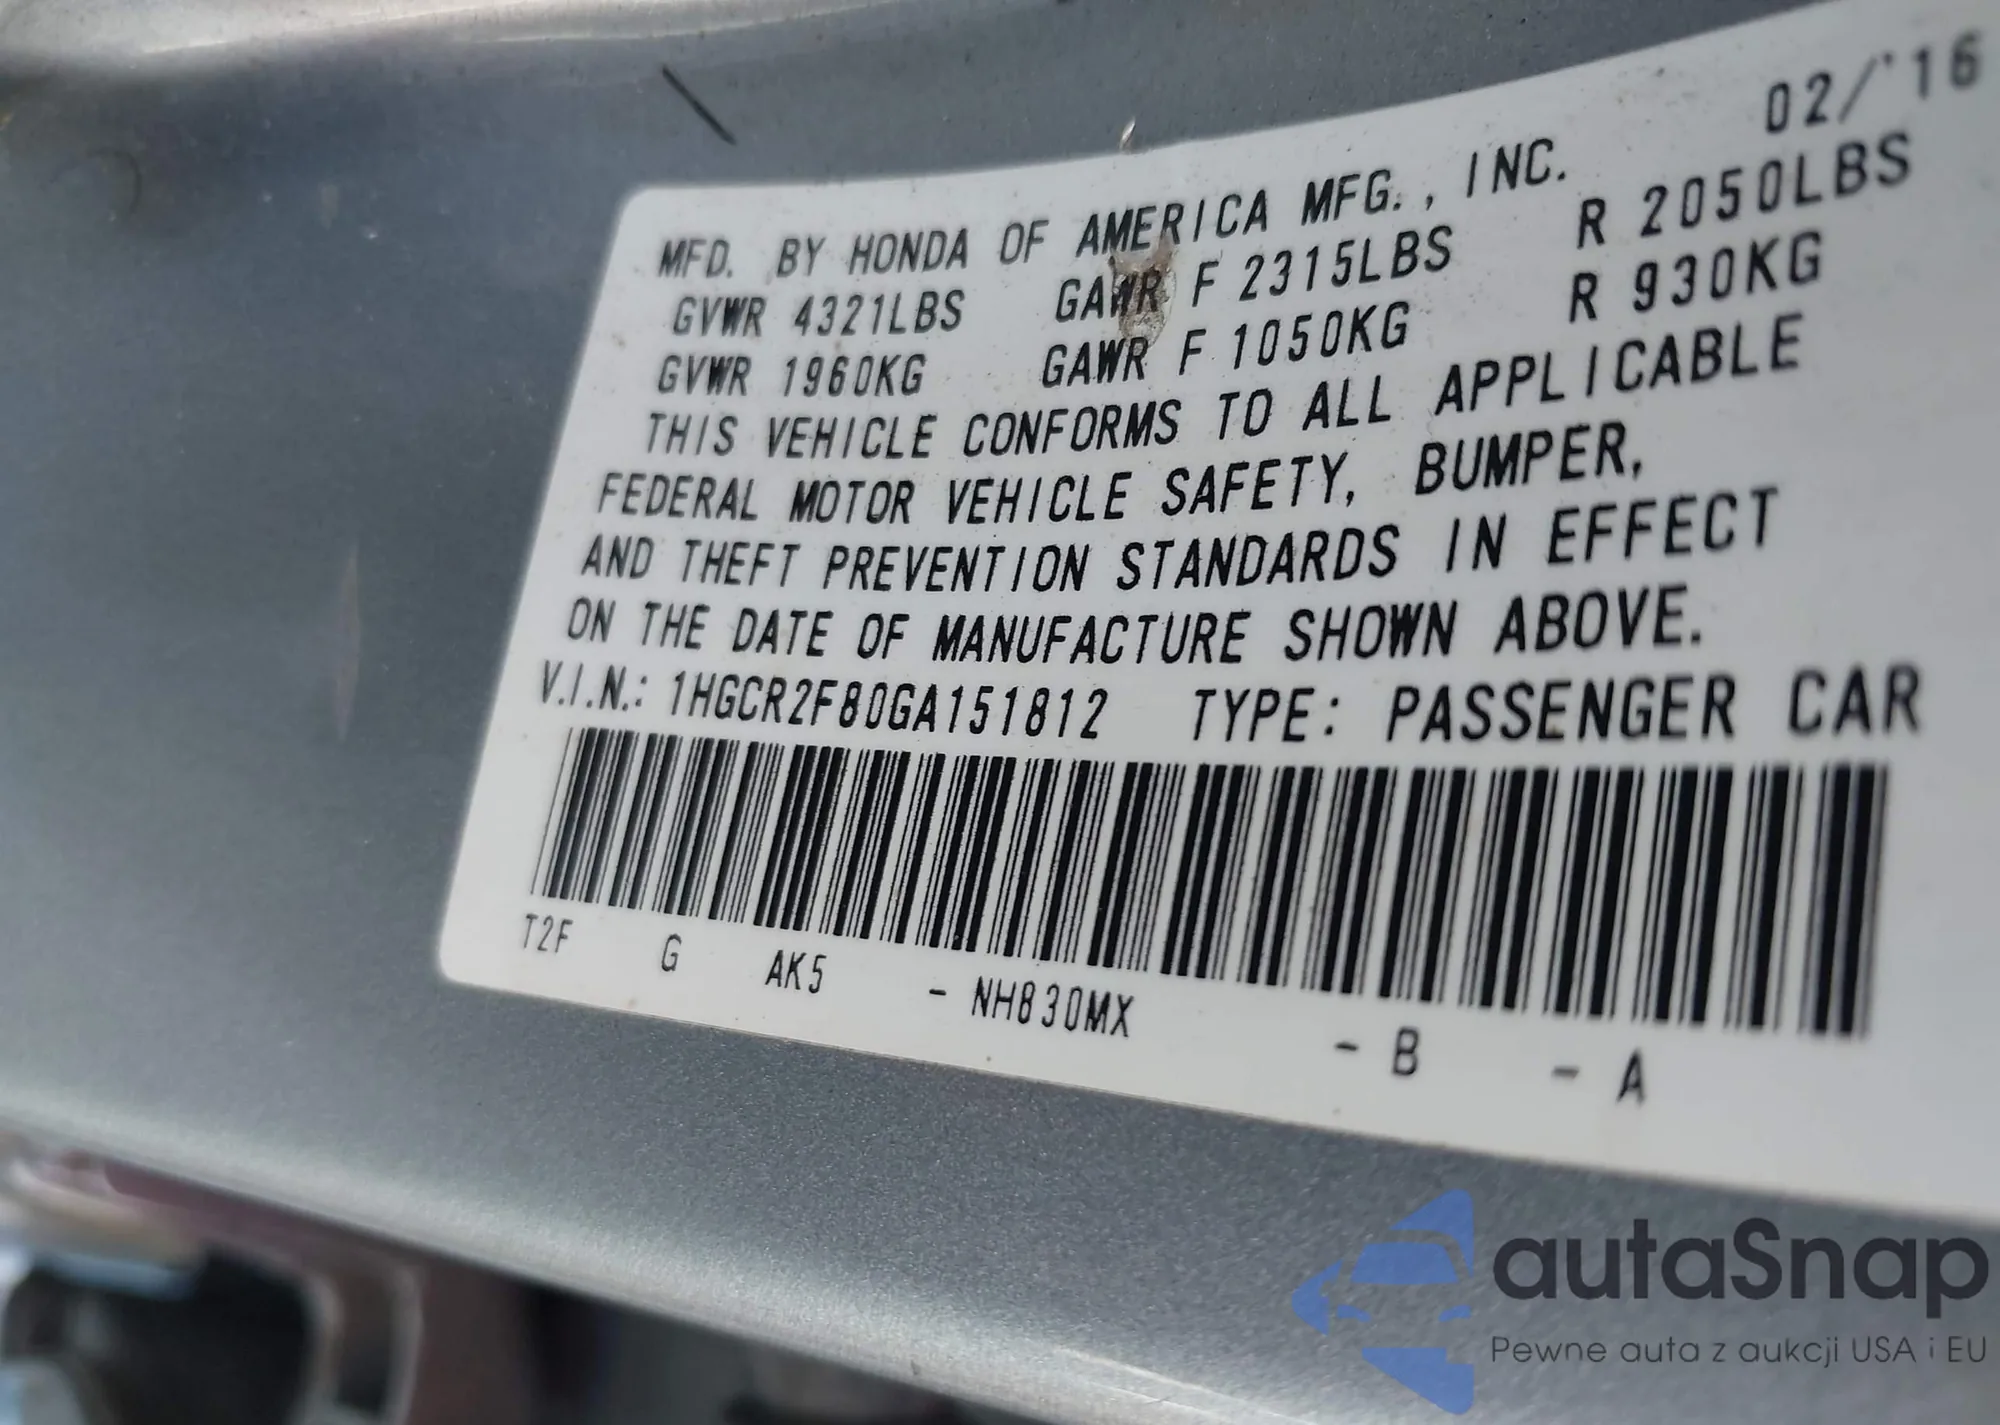 02/'16
MFD. BY HONDA OF AMERICA MFG., INC.
GVWR 4321LBS GAWR F 2315LBS R 2050LBS
GVWR 1960KG GAWR F 1050KG R 930KG
THIS VEHICLE CONFORMS TO ALL APPLICABLE
FEDERAL MOTOR VEHICLE SAFETY, BUMPER,
AND THEFT PREVENTION STANDARDS IN EFFECT
ON THE DATE OF MANUFACTURE SHOWN ABOVE.
V.I.N.: 1HGCR2F80GA151812 TYPE: PASSENGER CAR
T2F G AK5 - NH830MX - B - A
autaSnap
Pewne auta z aukcji USA i EU